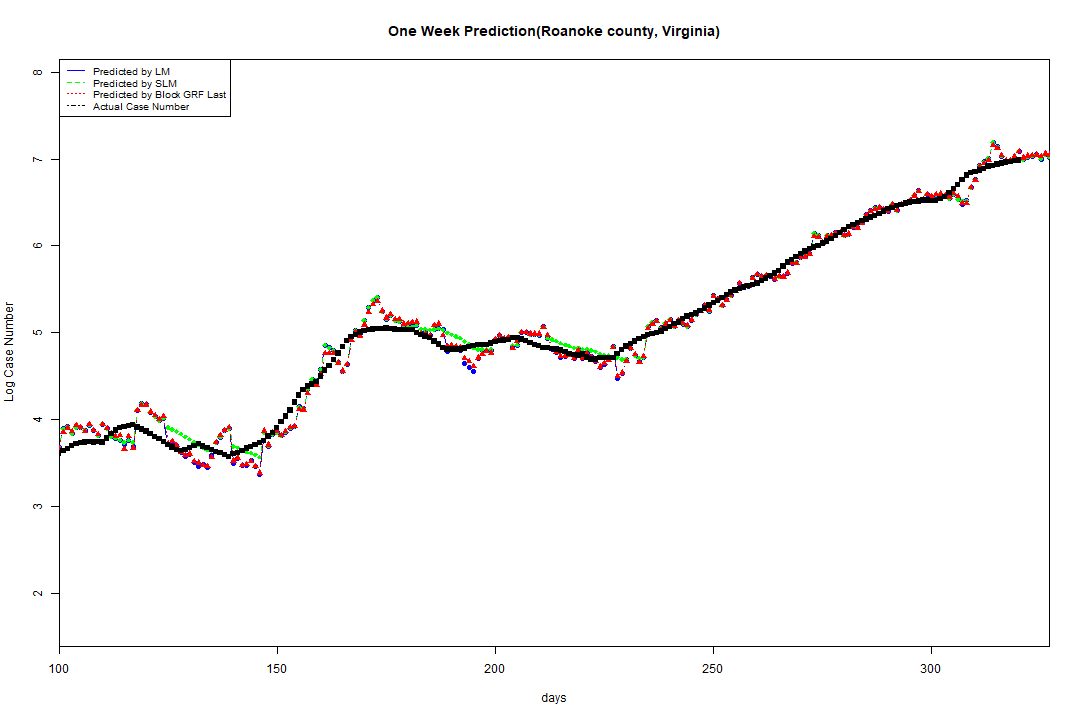 One Week Prediction(Roanoke county, Virginia)
Predicted by LM
Predicted by SLM
Predicted by Block GRF Last
Actual Case Number
8
7
6
5
4
3
2
Log Case Number
100 150 200 250 300
days